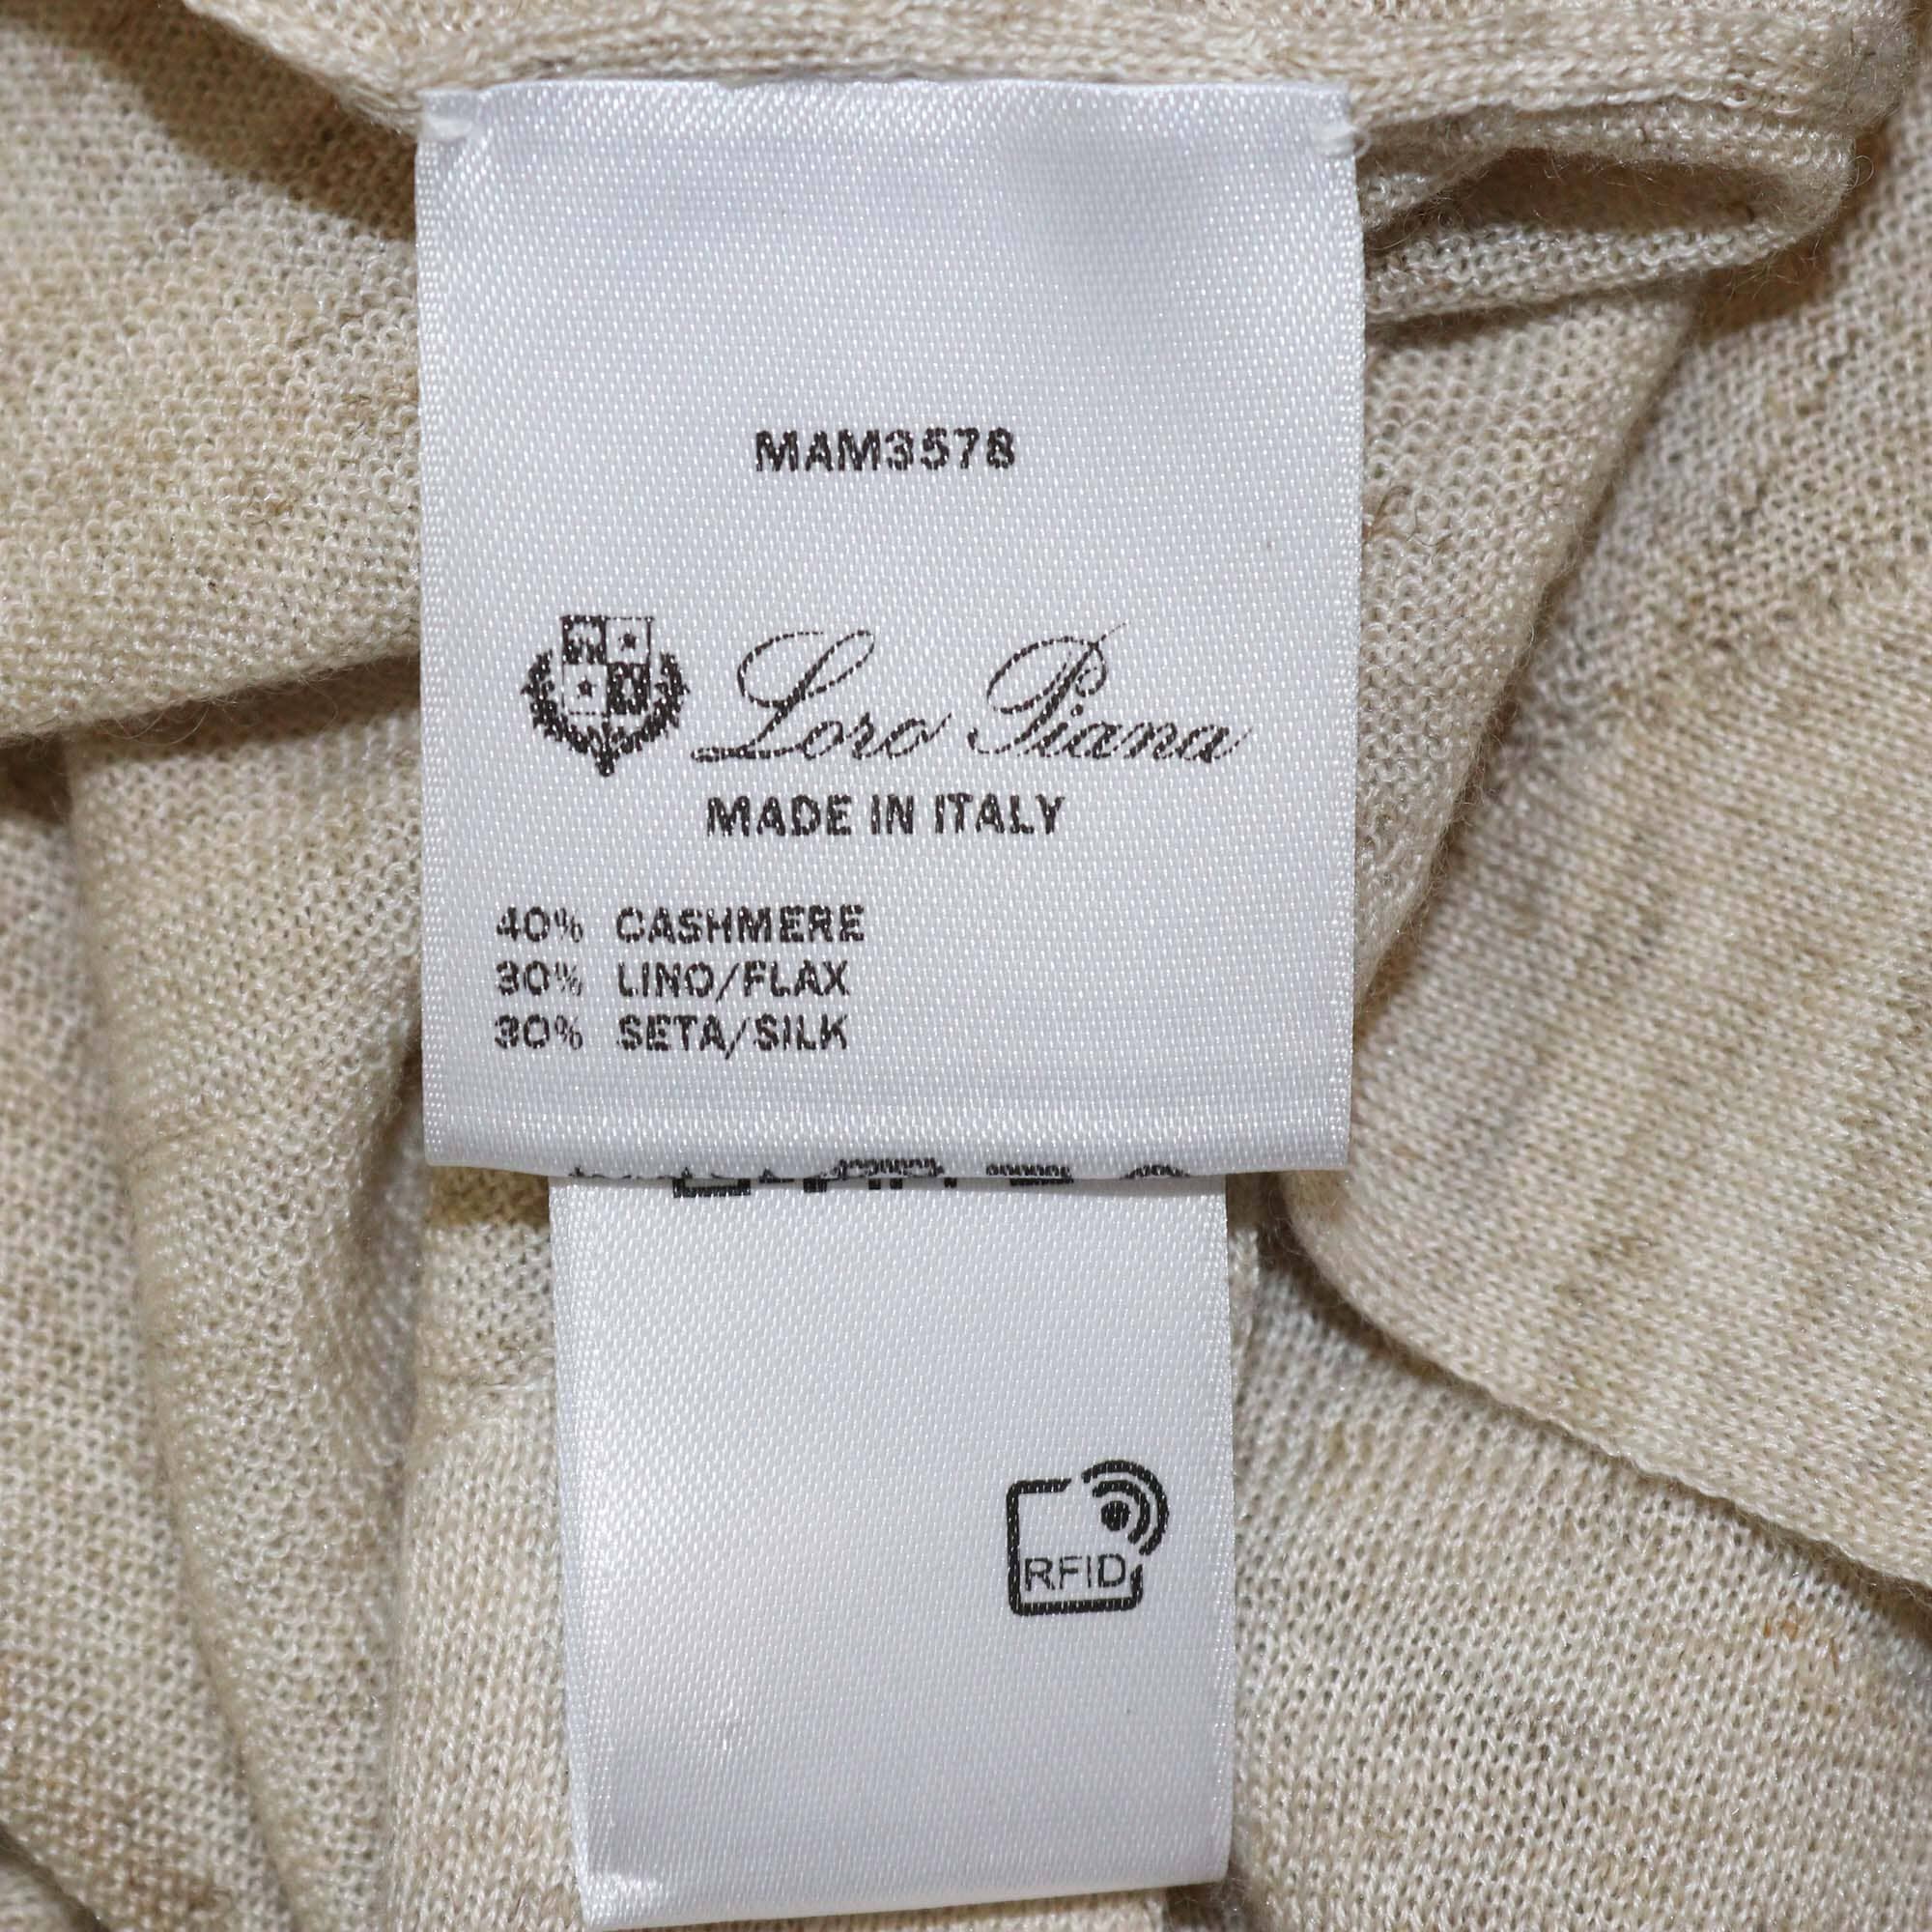 MAM3578
Loro Piana
MADE IN ITALY
40% CASHMERE
30% LINO/FLAX
30% SETA/SILK
RFID